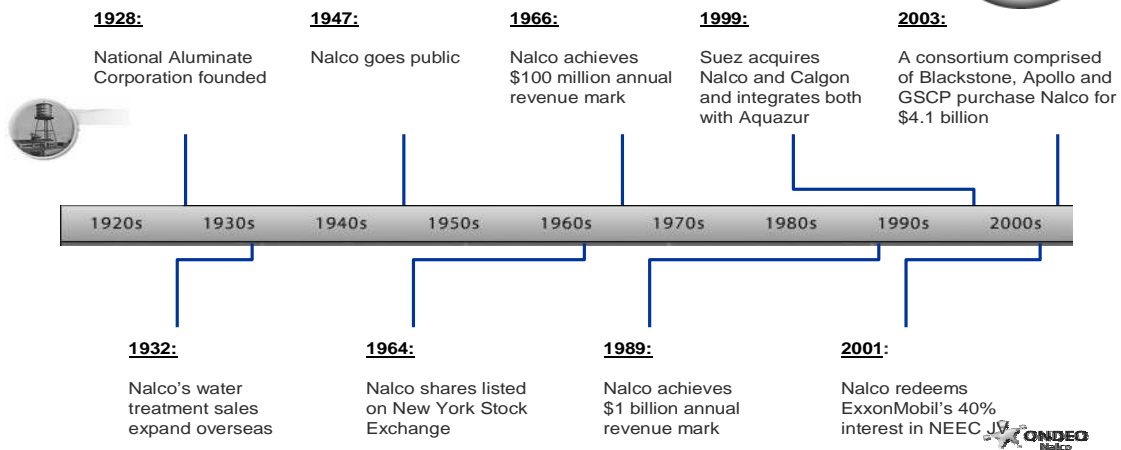 1928:
National Aluminate
Corporation founded
1947:
Nalco goes public
1966:
Nalco achieves
$100 million annual
revenue mark
1999:
Suez acquires
Nalco and Calgon
and integrates both
with Aquazur
2003:
A consortium comprised
of Blackstone, Apollo and
GSCP purchase Nalco for
$4.1 billion
1920s 1930s 1940s 1950s 1960s 1970s 1980s 1990s 2000s
1932:
Nalco's water
treatment sales
expand overseas
1964:
Nalco shares listed
on New York Stock
Exchange
1989:
Nalco achieves
$1 billion annual
revenue mark
2001:
Nalco redeems
ExxonMobil's 40%
interest in NEEC JV
ONDEO
Nalco